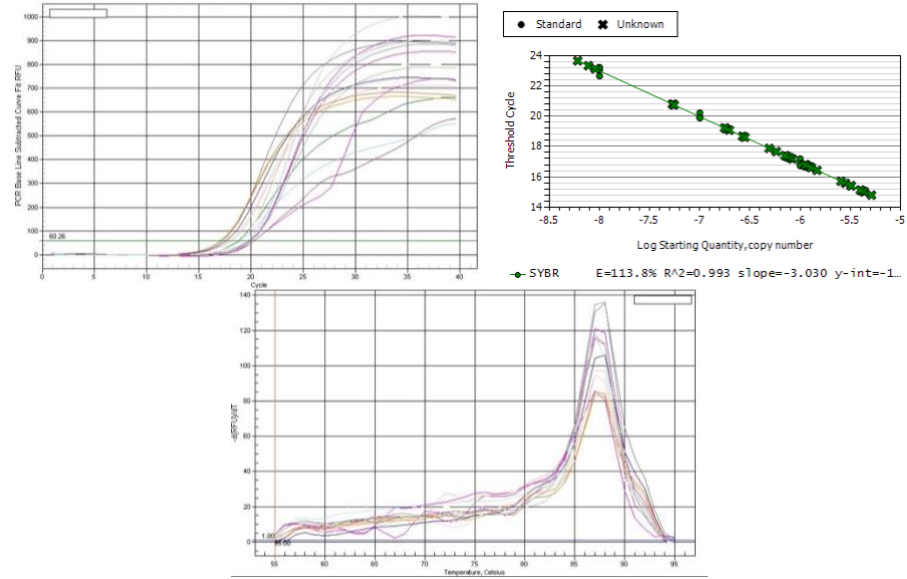 1000
900
800
700
600
500
400
300
200
100
0
PCR Base Line Subtracted Curve Fit RFU
60.26
0 5 10 15 20 25 30 35 40
Cycle
Standard Unknown
24
22
20
18
16
14
Threshold Cycle
-8.5 -8 -7.5 -7 -6.5 -6 -5.5 -5
Log Starting Quantity, copy number
SYBR E=113.8% R^2=0.993 slope=-3.030 y-int=-1…
140
120
100
80
60
40
20
0
-d(RFU)/dT
1.00
55 60 65 70 75 80 85 90 95
Temperature, Celsius